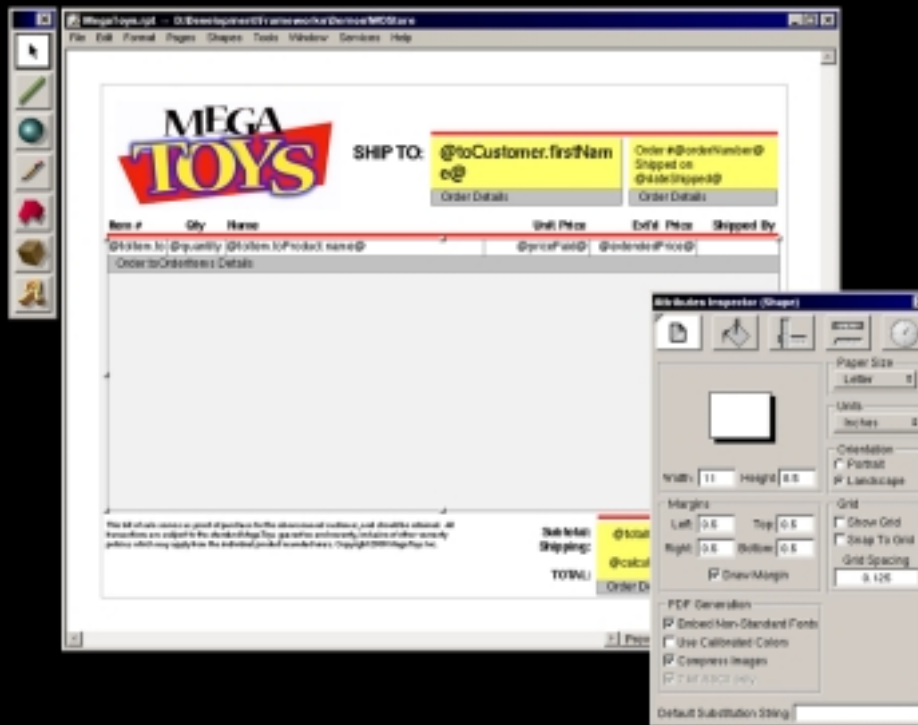 MegaToys.rpt - D:/Development/Frameworks/Demos/WOStore
File Edit Format Pages Shapes Tools Window Services Help
MEGA
TOYS
SHIP TO:
@toCustomer.firstNam
e@
Order Details
Order #@orderNumber@
Shipped on
@dateShipped@
Order Details
Item # Qty Name Unit Price Ext'd Price Shipped By
@toItem.to @quantity @toItem.toProduct.name@ @pricePaid@ @extendedPrice@
Order.toOrderItems Details
Subtotal:
Shipping:
TOTAL:
Attributes Inspector (Shape)
Paper Size
Letter
Units
Inches
Orientation
Portrait
Landscape
Width: 11 Height: 8.5
Margins
Left: 0.5 Top: 0.5
Right: 0.5 Bottom: 0.5
Draw Margin
Grid
Show Grid
Snap To Grid
Grid Spacing
0.125
PDF Generation
Embed Non-Standard Fonts
Use Calibrated Colors
Compress Images
Default Substitution String